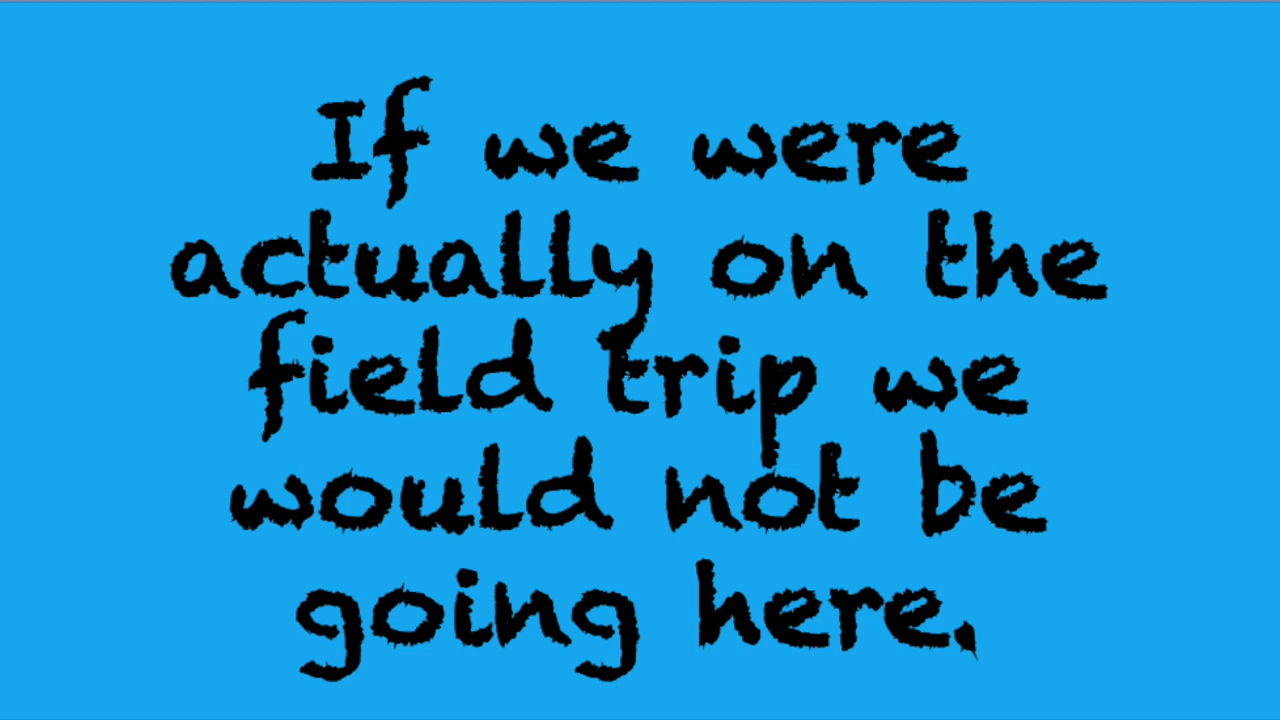 If we were
actually on the
field trip we
would not be
going here.